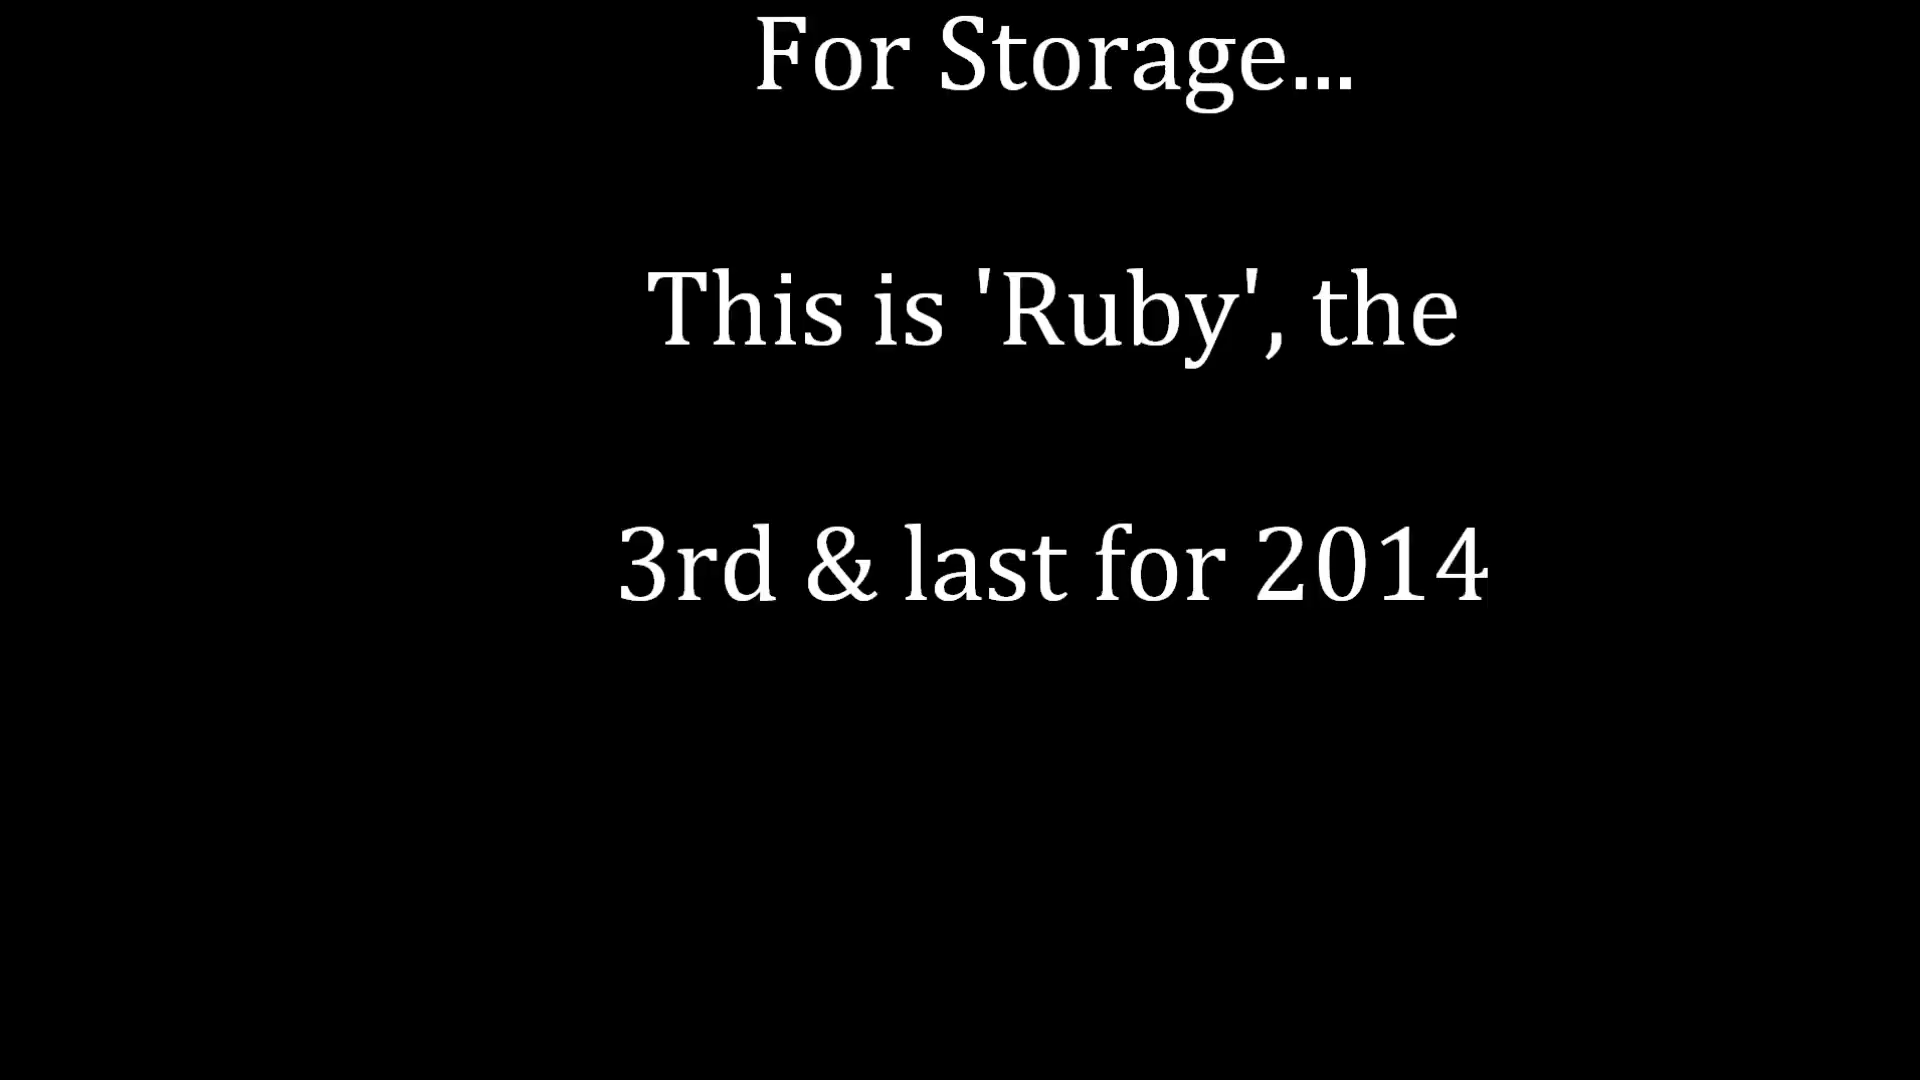 For Storage...
This is 'Ruby', the
3rd & last for 2014